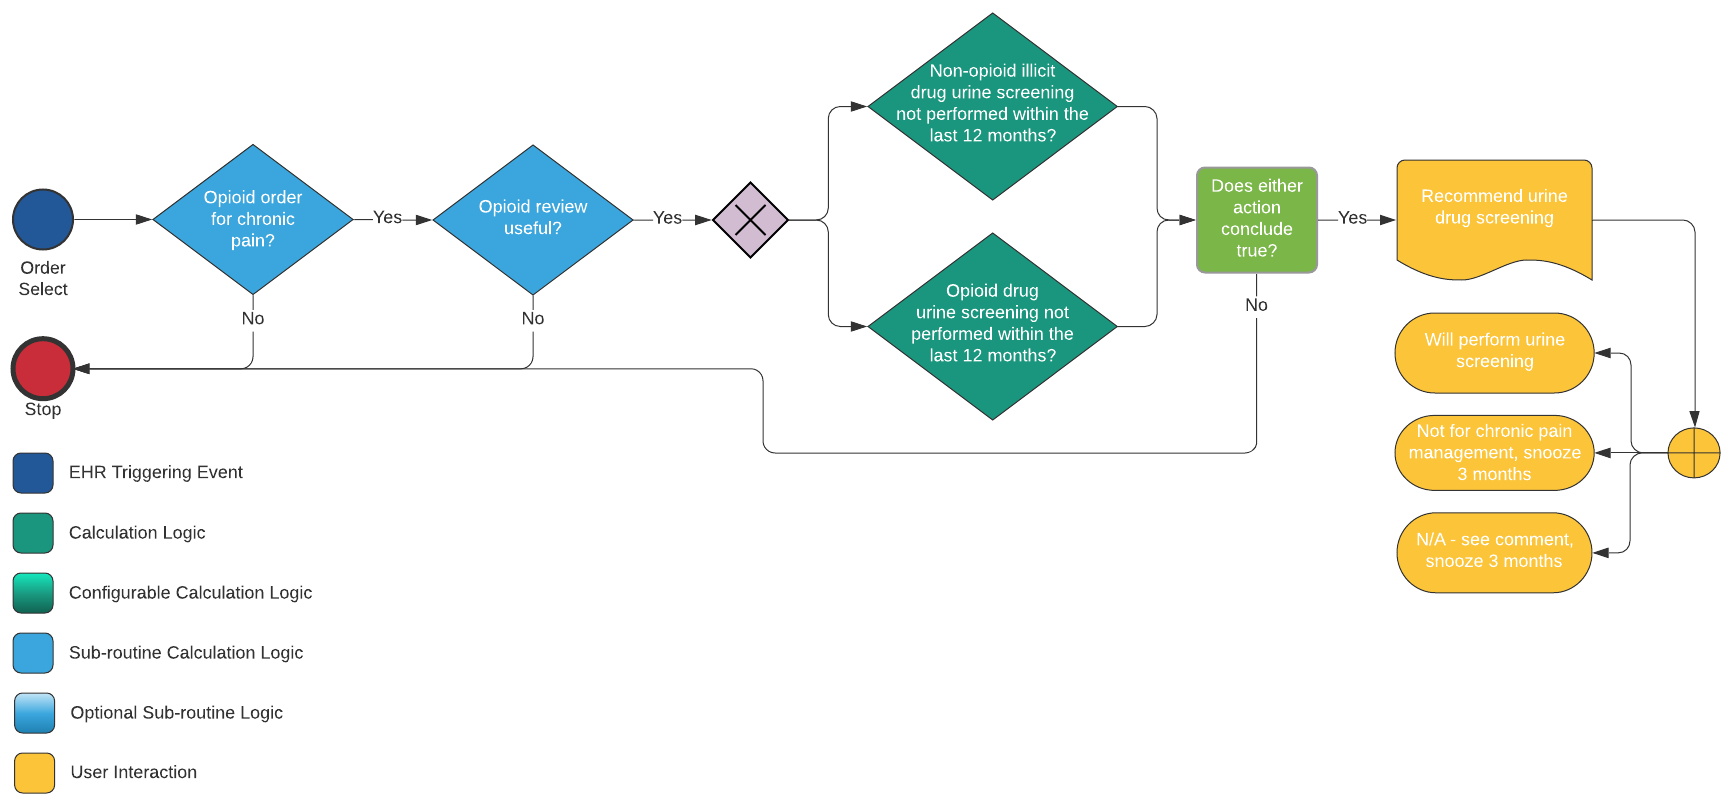 Order
Select
Opioid order
for chronic
pain?
Yes
No
Opioid review
useful?
Yes
No
Non-opioid illicit
drug urine screening
not performed within the
last 12 months?
Opioid drug
urine screening not
performed within the
last 12 months?
Does either
action
conclude
true?
Yes
No
Recommend urine
drug screening
Will perform urine
screening
Not for chronic pain
management, snooze
3 months
N/A - see comment,
snooze 3 months
Stop
EHR Triggering Event
Calculation Logic
Configurable Calculation Logic
Sub-routine Calculation Logic
Optional Sub-routine Logic
User Interaction